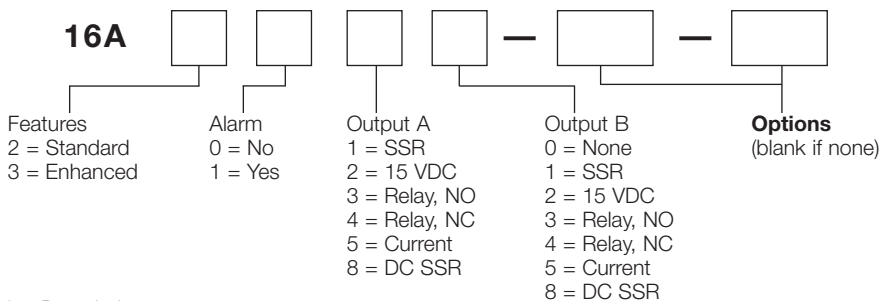 16A — —
Features
2 = Standard
3 = Enhanced
Alarm
0 = No
1 = Yes
Output A
1 = SSR
2 = 15 VDC
3 = Relay, NO
4 = Relay, NC
5 = Current
8 = DC SSR
Output B
0 = None
1 = SSR
2 = 15 VDC
3 = Relay, NO
4 = Relay, NC
5 = Current
8 = DC SSR
Options
(blank if none)